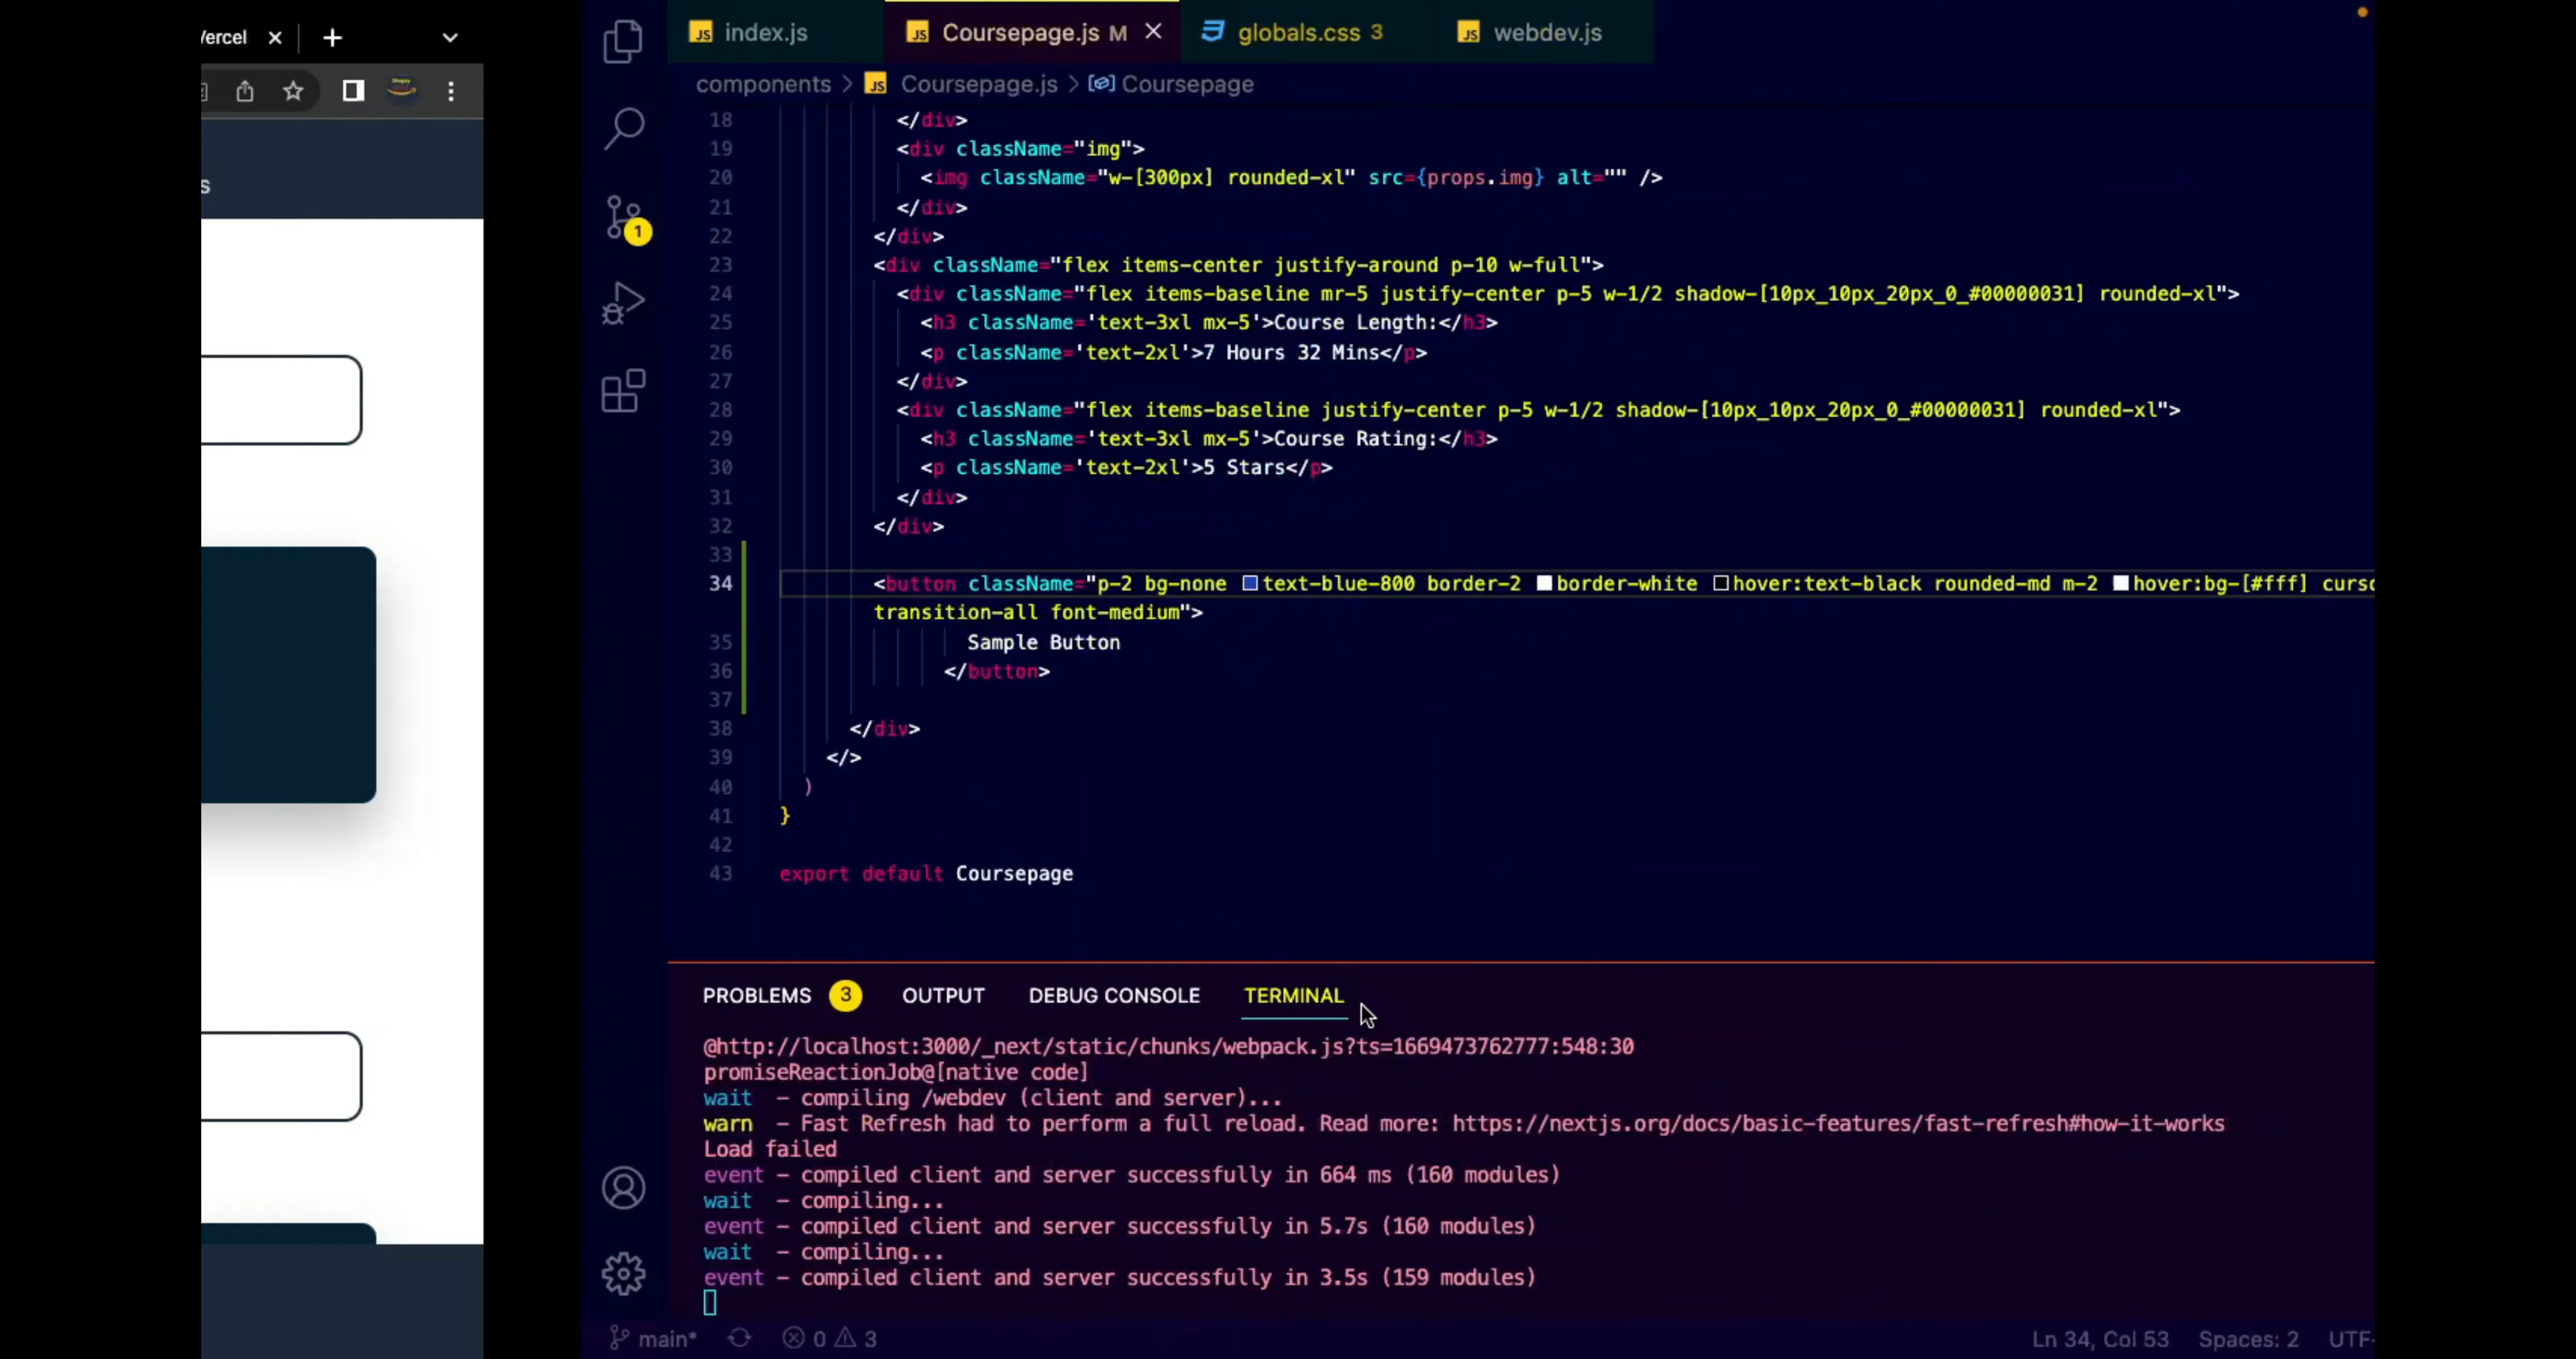 Vercel
s
index.js
Coursepage.js M
globals.css 3
webdev.js
components > Coursepage.js > Coursepage
18 </div>
19 <div className="img">
20 <img className="w-[300px] rounded-xl" src={props.img} alt="" />
21 </div>
22 </div>
23 <div className="flex items-center justify-around p-10 w-full">
24 <div className="flex items-baseline mr-5 justify-center p-5 w-1/2 shadow-[10px_10px_20px_0_#00000031] rounded-xl">
25 <h3 className='text-3xl mx-5'>Course Length:</h3>
26 <p className='text-2xl'>7 Hours 32 Mins</p>
27 </div>
28 <div className="flex items-baseline justify-center p-5 w-1/2 shadow-[10px_10px_20px_0_#00000031] rounded-xl">
29 <h3 className='text-3xl mx-5'>Course Rating:</h3>
30 <p className='text-2xl'>5 Stars</p>
31 </div>
32 </div>
33
34 <button className="p-2 bg-none text-blue-800 border-2 border-white hover:text-black rounded-md m-2 hover:bg-[#fff] curso
transition-all font-medium">
35 Sample Button
36 </button>
37
38 </div>
39 </>
40 )
41 }
42
43 export default Coursepage
1
PROBLEMS 3 OUTPUT DEBUG CONSOLE TERMINAL
@http://localhost:3000/_next/static/chunks/webpack.js?ts=1669473762777:548:30
promiseReactionJob@[native code]
wait - compiling /webdev (client and server)...
warn - Fast Refresh had to perform a full reload. Read more: https://nextjs.org/docs/basic-features/fast-refresh#how-it-works
Load failed
event - compiled client and server successfully in 664 ms (160 modules)
wait - compiling...
event - compiled client and server successfully in 5.7s (160 modules)
wait - compiling...
event - compiled client and server successfully in 3.5s (159 modules)
main* 0 3 Ln 34, Col 53 Spaces: 2 UTF-